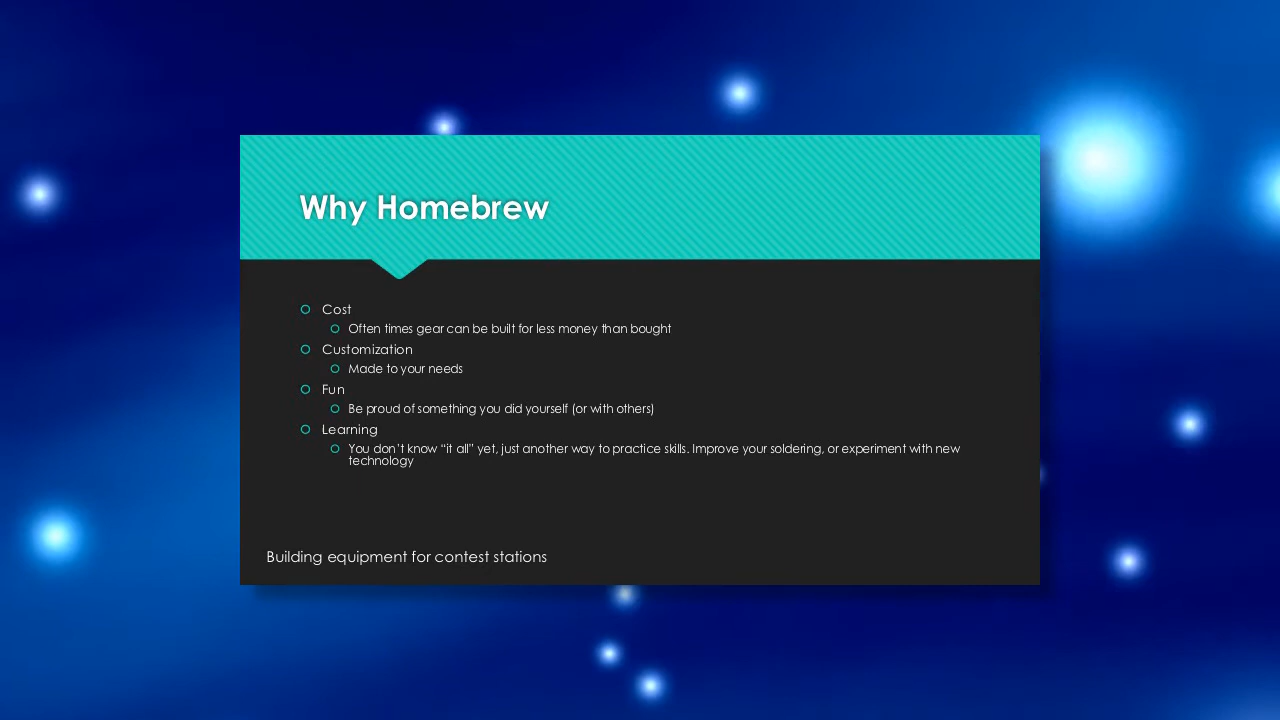 Why Homebrew
Cost
Often times gear can be built for less money than bought
Customization
Made to your needs
Fun
Be proud of something you did yourself (or with others)
Learning
You don’t know “it all” yet, just another way to practice skills. Improve your soldering, or experiment with new
technology
Building equipment for contest stations